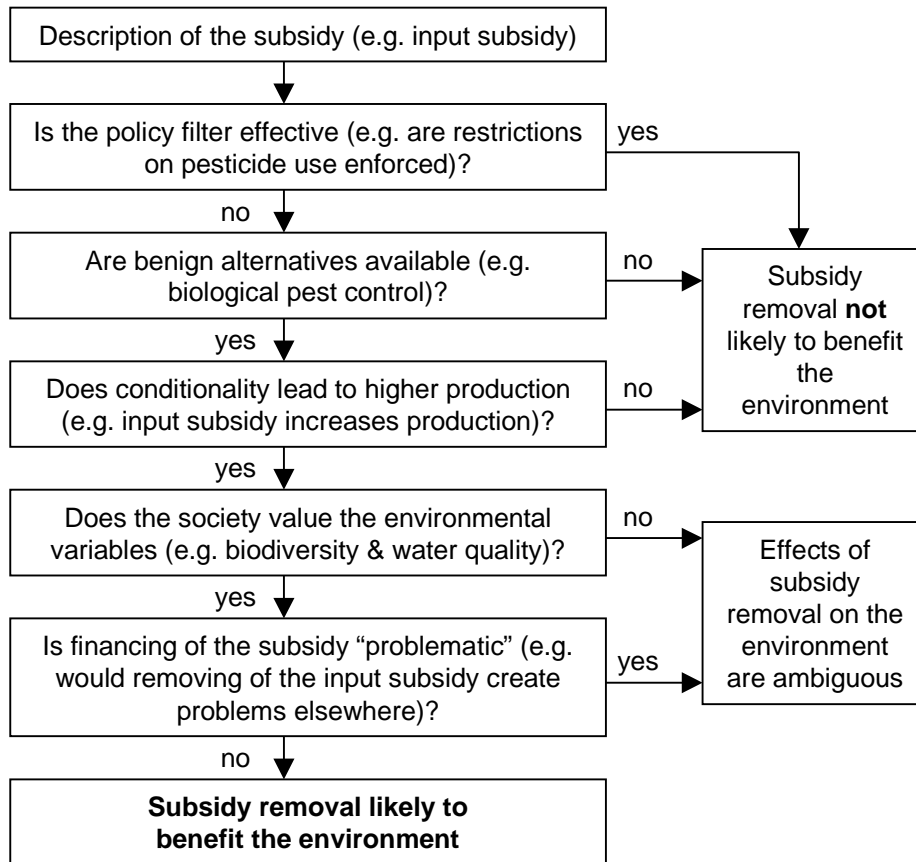 Description of the subsidy (e.g. input subsidy)
Is the policy filter effective (e.g. are restrictions
on pesticide use enforced)?
yes
no
Are benign alternatives available (e.g.
biological pest control)?
no
Subsidy
removal not
likely to benefit
the
environment
yes
Does conditionality lead to higher production
(e.g. input subsidy increases production)?
no
yes
Does the society value the environmental
variables (e.g. biodiversity & water quality)?
no
Effects of
subsidy
removal on the
environment
are ambiguous
yes
Is financing of the subsidy “problematic” (e.g.
would removing of the input subsidy create
problems elsewhere)?
yes
no
Subsidy removal likely to
benefit the environment